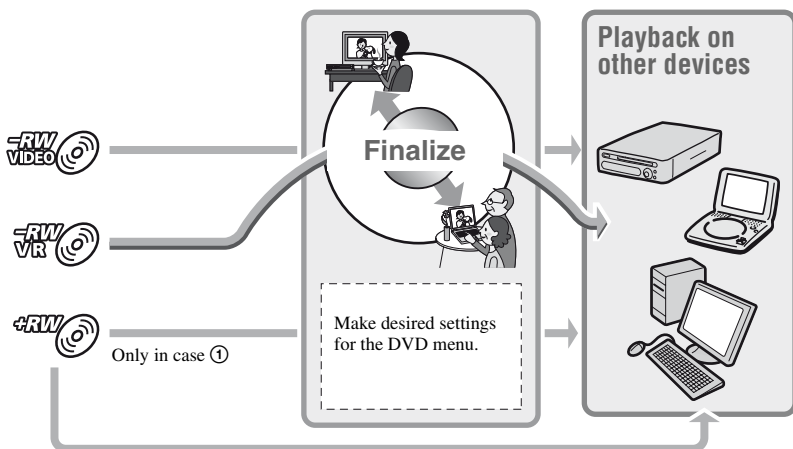 Playback on
other devices
Finalize
-RW
VIDEO
-RW
VR
+RW
Only in case ①
Make desired settings
for the DVD menu.